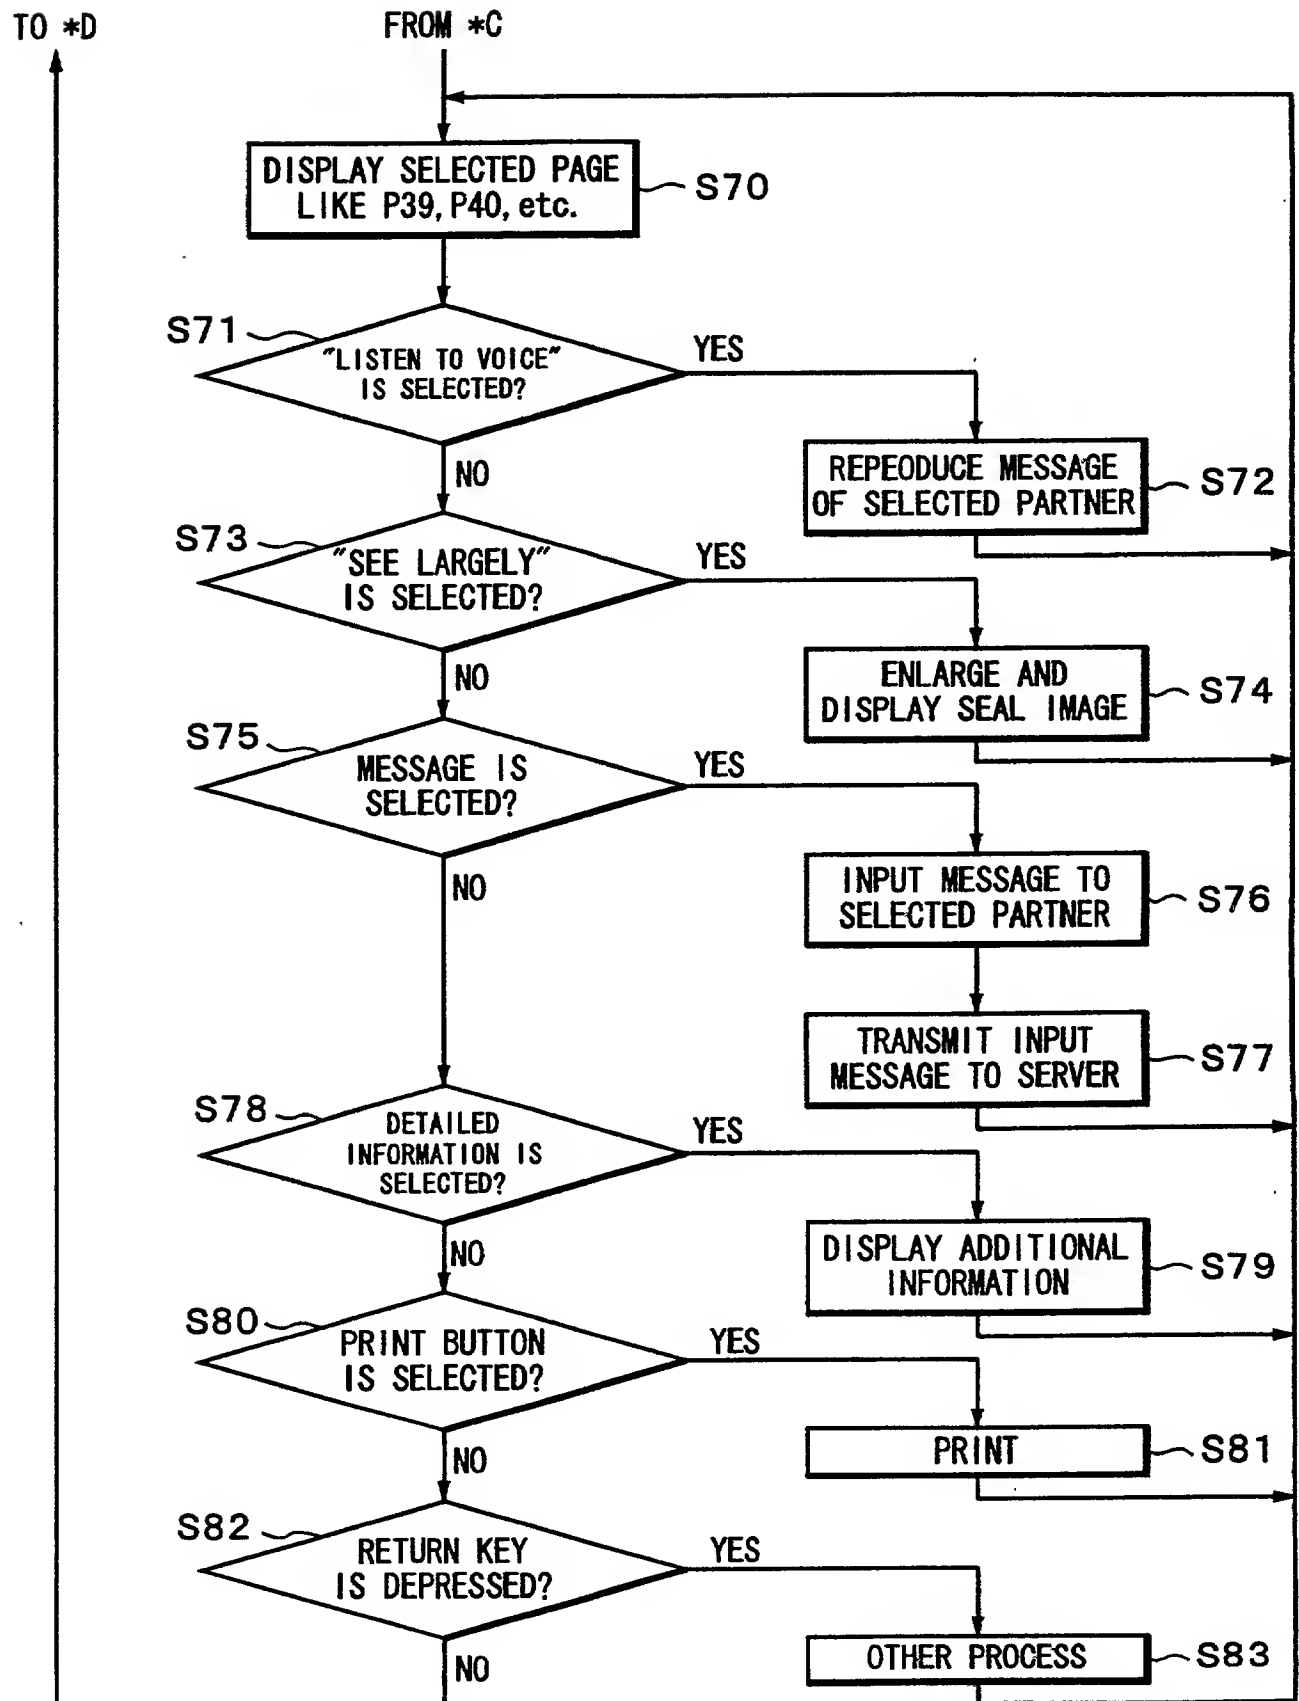 TO *D
FROM *C
DISPLAY SELECTED PAGE
LIKE P39, P40, etc.
S70
S71
"LISTEN TO VOICE"
IS SELECTED?
YES
NO
REPEODUCE MESSAGE
OF SELECTED PARTNER
S72
S73
"SEE LARGELY"
IS SELECTED?
YES
NO
ENLARGE AND
DISPLAY SEAL IMAGE
S74
S75
MESSAGE IS
SELECTED?
YES
NO
INPUT MESSAGE TO
SELECTED PARTNER
S76
TRANSMIT INPUT
MESSAGE TO SERVER
S77
S78
DETAILED
INFORMATION IS
SELECTED?
YES
NO
DISPLAY ADDITIONAL
INFORMATION
S79
S80
PRINT BUTTON
IS SELECTED?
YES
NO
PRINT
S81
S82
RETURN KEY
IS DEPRESSED?
YES
NO
OTHER PROCESS
S83